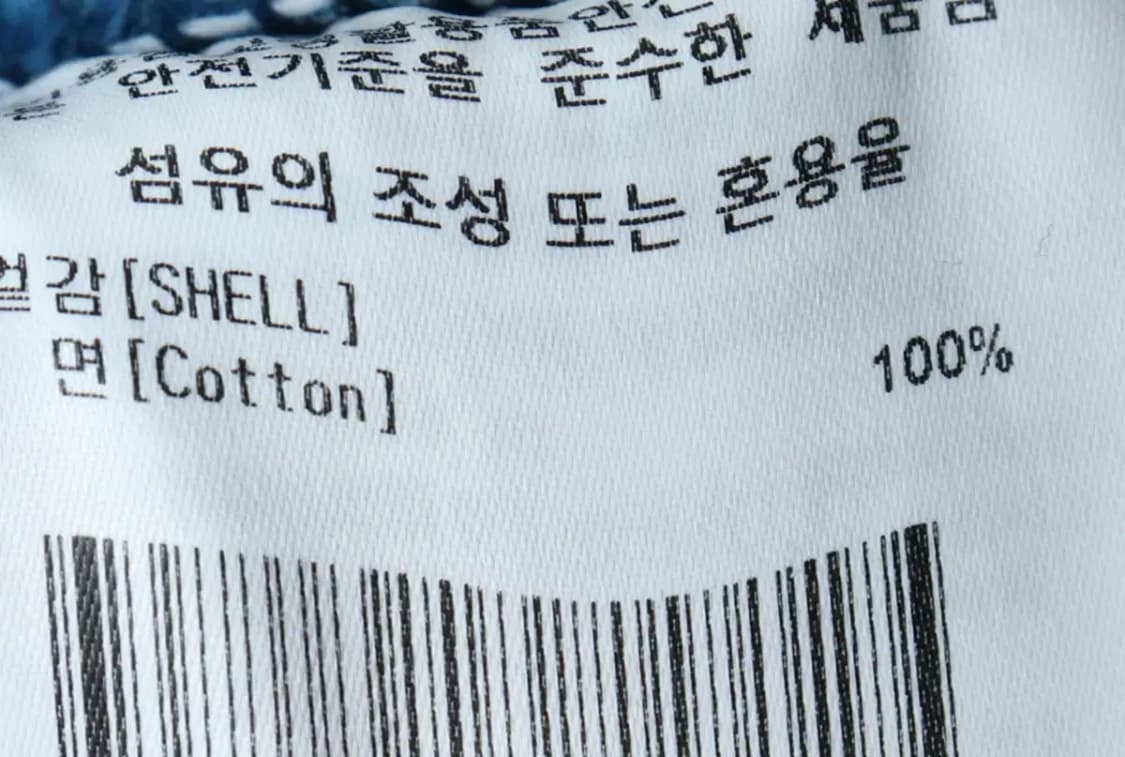 안전기준을 준수한
섬유의 조성 또는 혼용율
겉감[SHELL]
면[Cotton] 100%